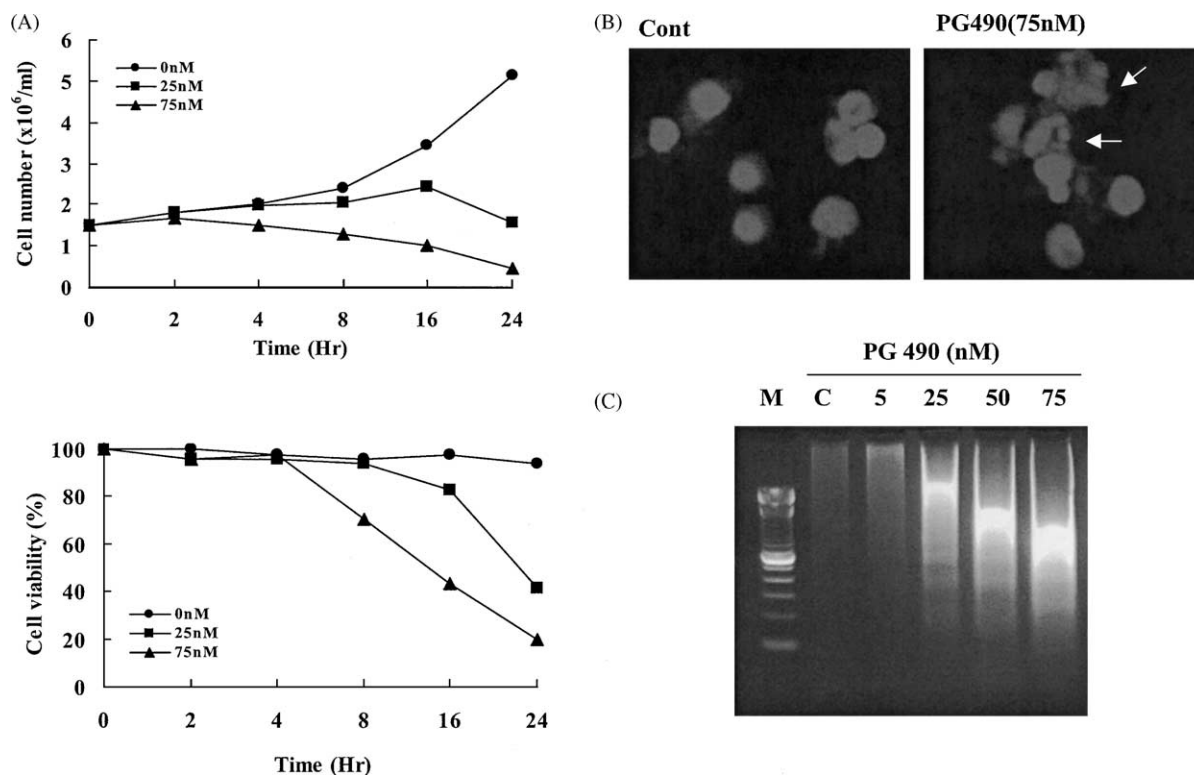 (A)
6
5
4
3
2
1
0
Cell number (x10⁶/ml)
0nM
25nM
75nM
0 2 4 8 16 24
Time (Hr)
100
80
60
40
20
0
Cell viability (%)
0nM
25nM
75nM
0 2 4 8 16 24
Time (Hr)
(B)
Cont PG490(75nM)
(C)
PG 490 (nM)
M C 5 25 50 75